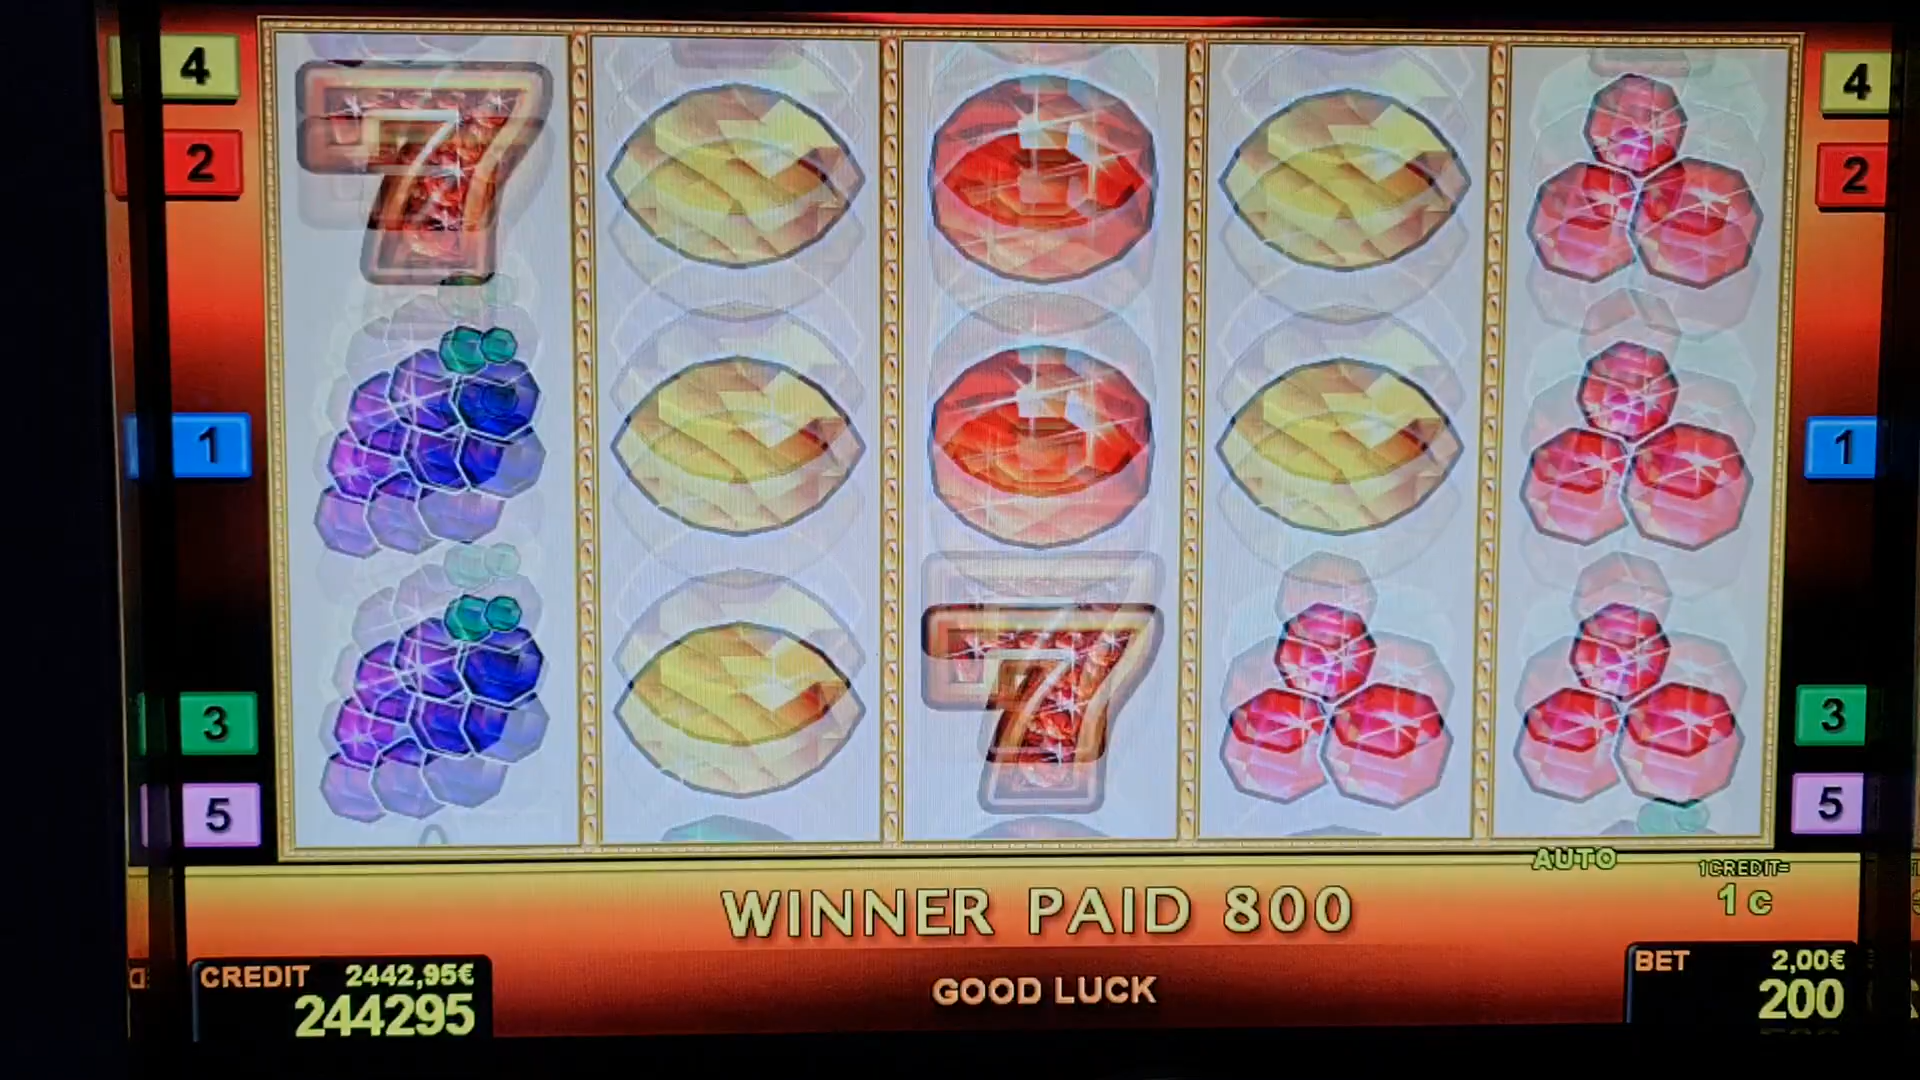 4
4
2
2
1
1
3
3
5
5
AUTO
1CREDIT=
1 c
WINNER PAID 800
CREDIT 2442,95€
244295
GOOD LUCK
BET 2,00€
200